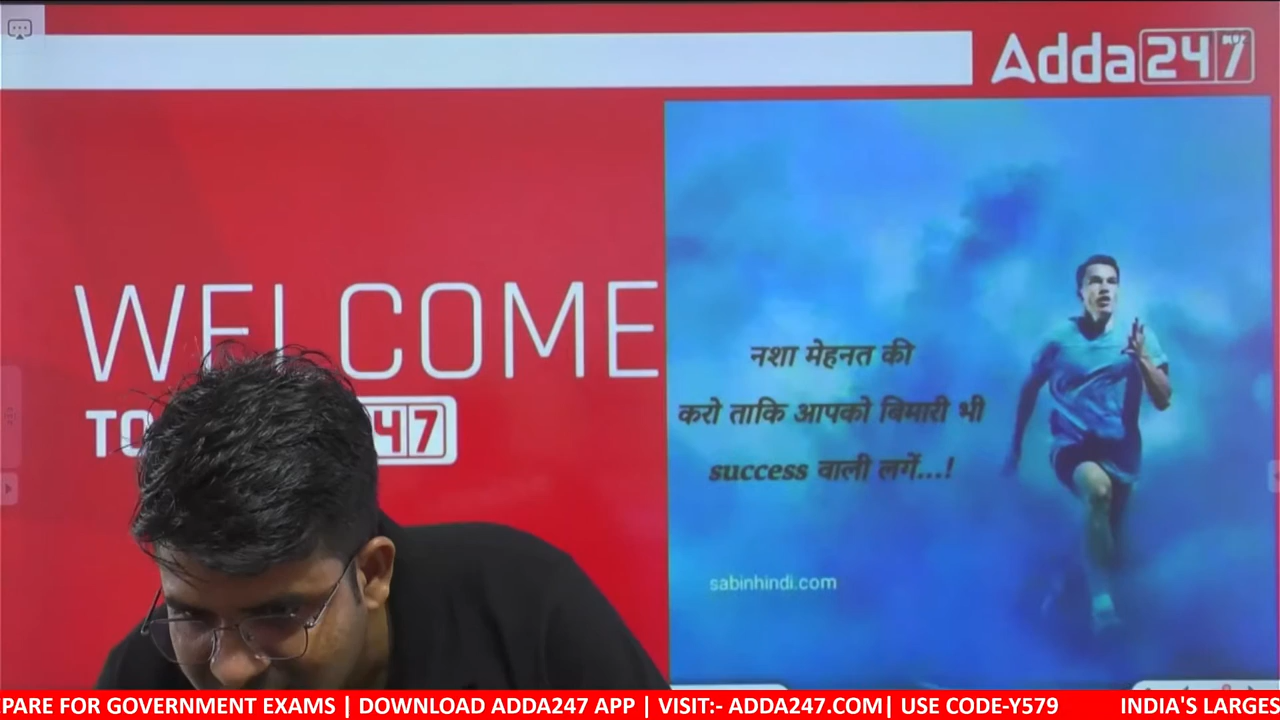 Adda247
WELCOME
TO 47
नशा मेहनत की
करो ताकि आपको बिमारी भी
success वाली लगें...!
sabinhindi.com
PARE FOR GOVERNMENT EXAMS | DOWNLOAD ADDA247 APP | VISIT:- ADDA247.COM| USE CODE-Y579 INDIA'S LARGES